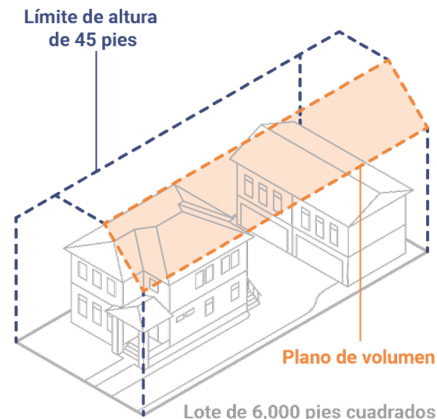 Límite de altura
de 45 pies
Plano de volumen
Lote de 6,000 pies cuadrados